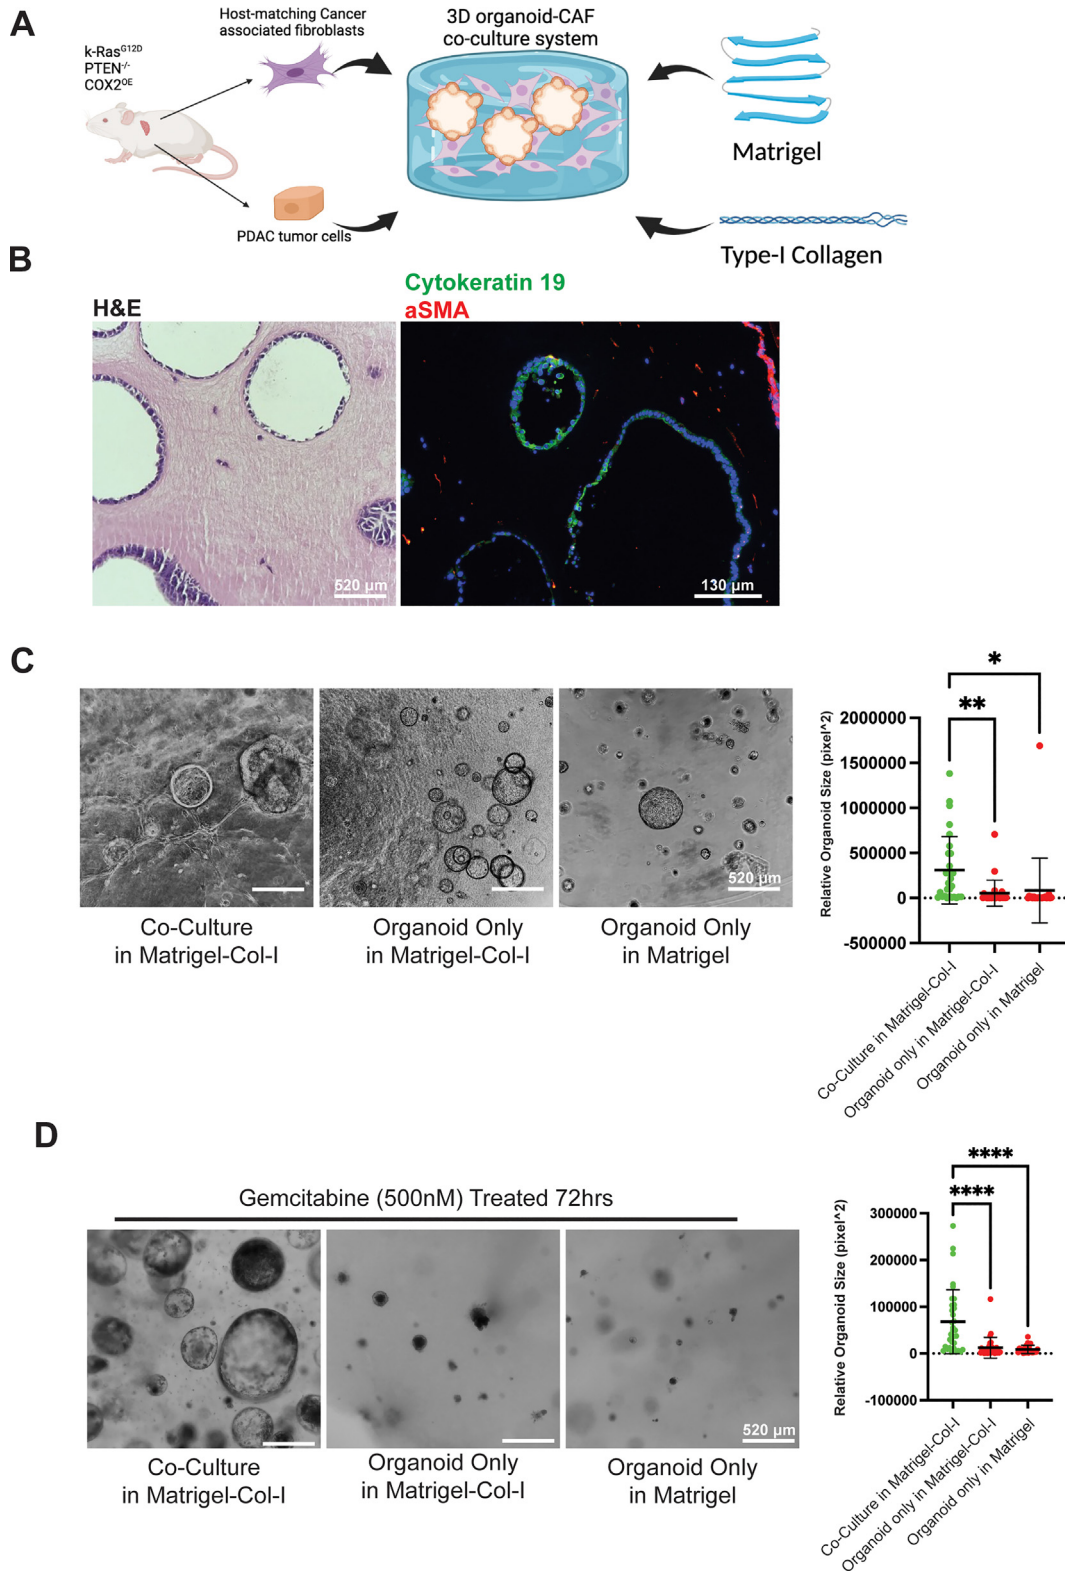 A
k-Ras^G12D
PTEN^-/-
COX2^OE
Host-matching Cancer
associated fibroblasts
PDAC tumor cells
3D organoid-CAF
co-culture system
Matrigel
Type-I Collagen
B
H&E
520 µm
Cytokeratin 19
aSMA
130 µm
C
Co-Culture
in Matrigel-Col-I
Organoid Only
in Matrigel-Col-I
520 µm
Organoid Only
in Matrigel
Relative Organoid Size (pixel^2)
*
**
2000000
1500000
1000000
500000
0
-500000
Co-Culture in Matrigel-Col-I
Organoid only in Matrigel-Col-I
Organoid only in Matrigel
D
Gemcitabine (500nM) Treated 72hrs
Co-Culture
in Matrigel-Col-I
Organoid Only
in Matrigel-Col-I
520 µm
Organoid Only
in Matrigel
Relative Organoid Size (pixel^2)
****
****
300000
200000
100000
0
-100000
Co-Culture in Matrigel-Col-I
Organoid only in Matrigel-Col-I
Organoid only in Matrigel